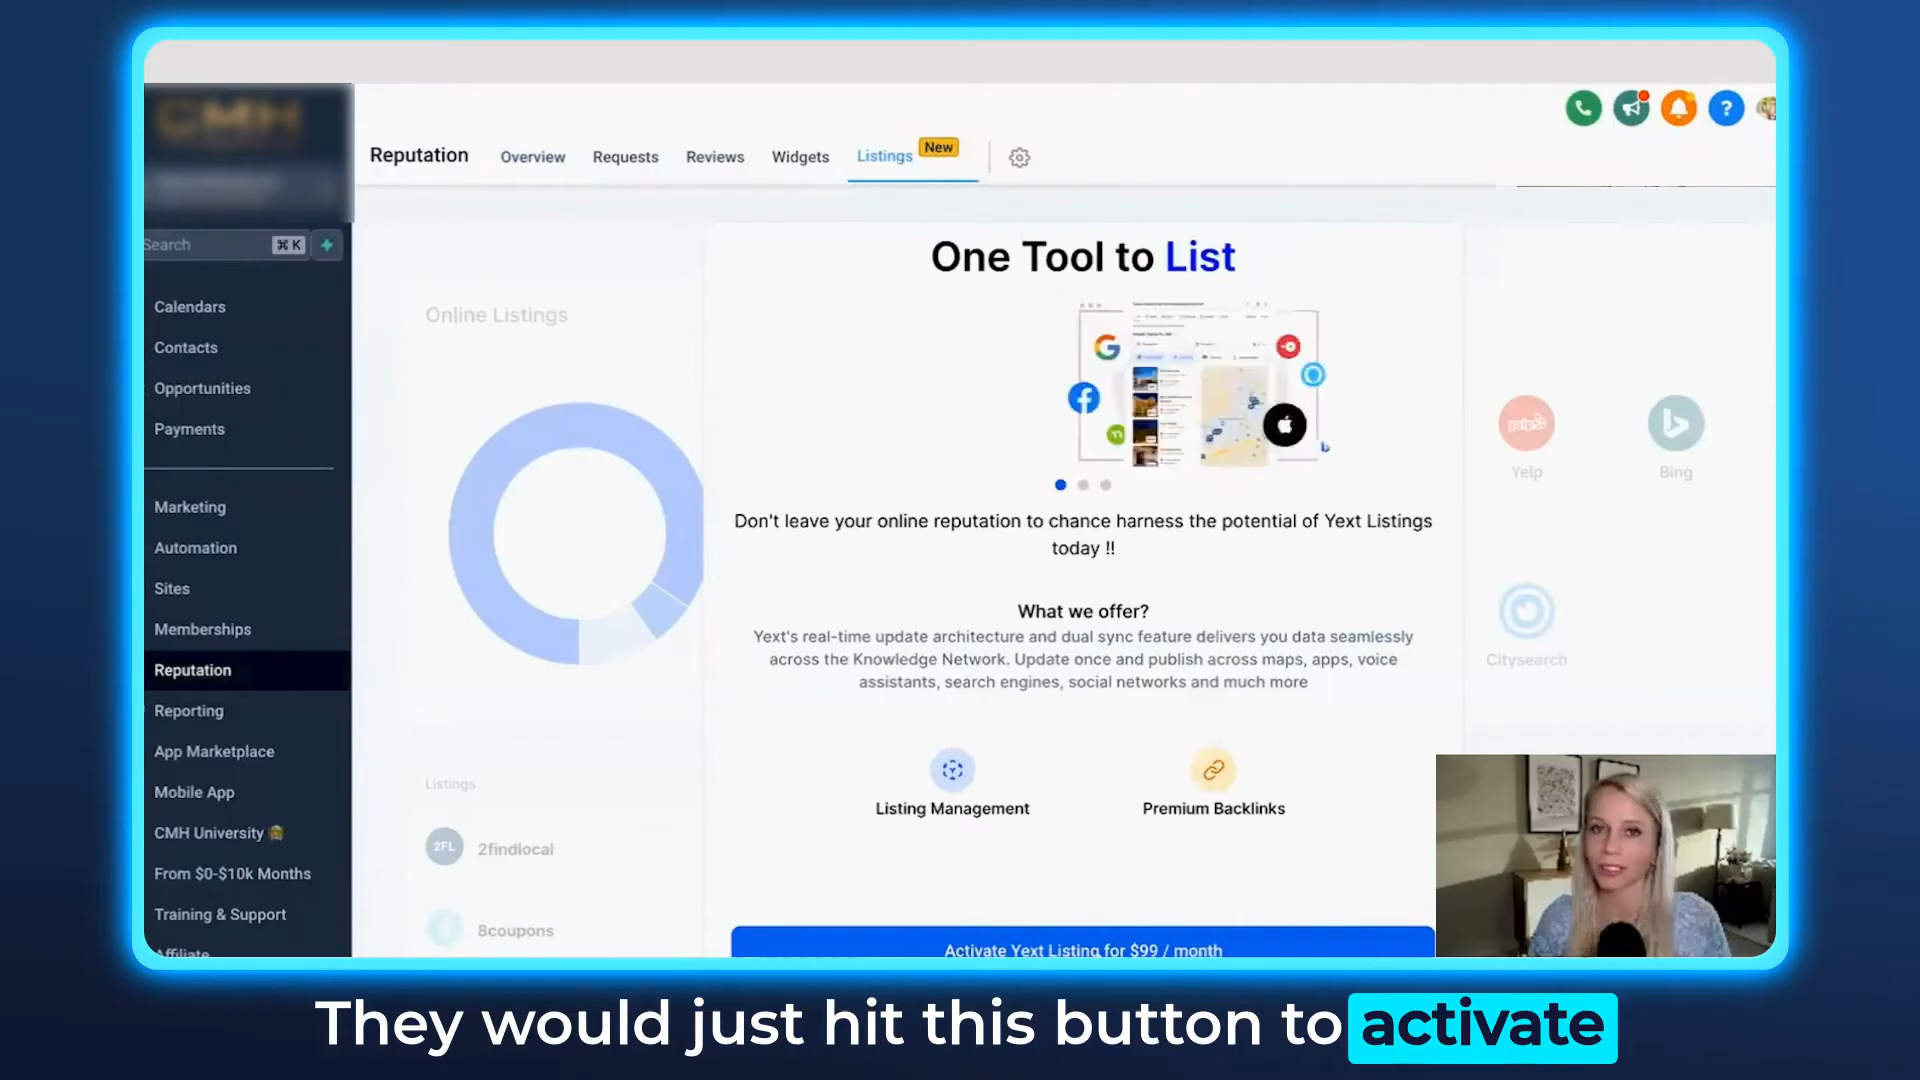 CMH
Search
⌘ K
Calendars
Contacts
Opportunities
Payments
Marketing
Automation
Sites
Memberships
Reputation
Reporting
App Marketplace
Mobile App
CMH University
From $0-$10k Months
Training & Support
Affiliate
Reputation
Overview
Requests
Reviews
Widgets
Listings
New
?
Online Listings
One Tool to List
Don't leave your online reputation to chance harness the potential of Yext Listings
today !!
What we offer?
Yext's real-time update architecture and dual sync feature delivers you data seamlessly
across the Knowledge Network. Update once and publish across maps, apps, voice
assistants, search engines, social networks and much more
Listing Management
Premium Backlinks
Activate Yext Listing for $99 / month
Listings
2FL
2findlocal
8coupons
yelp
Yelp
Bing
Citysearch
They would just hit this button to activate